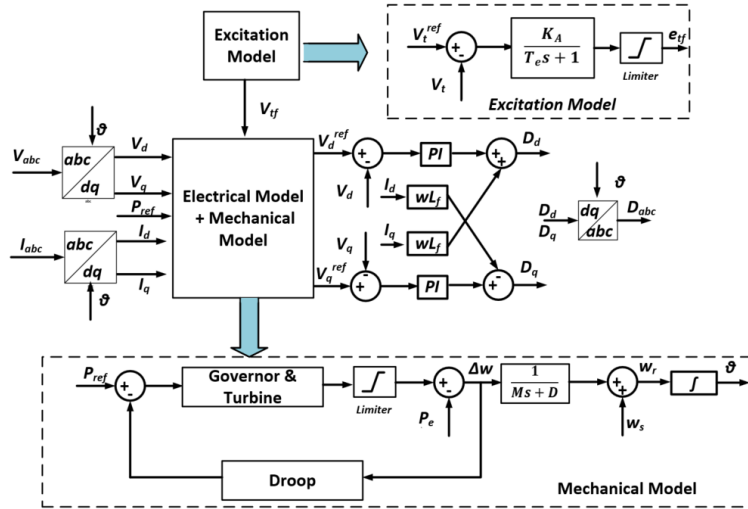 Excitation
Model
V_tf
V_t^ref
+
-
V_t
K_A
T_e s + 1
Limiter
e_tf
Excitation Model
V_abc
ϑ
abc
dq
V_d
V_q
P_ref
I_abc
abc
dq
ϑ
I_d
I_q
Electrical Model
+ Mechanical
Model
V_d^ref
+
-
V_d
PI
+
+
D_d
I_d
wL_f
I_q
wL_f
V_q
V_q^ref
+
-
PI
+
-
D_q
D_d
D_q
ϑ
dq
abc
D_abc
P_ref
+
-
Governor &
Turbine
Limiter
+
-
P_e
Δw
1
Ms + D
+
+
w_r
w_s
∫
ϑ
Droop
Mechanical Model